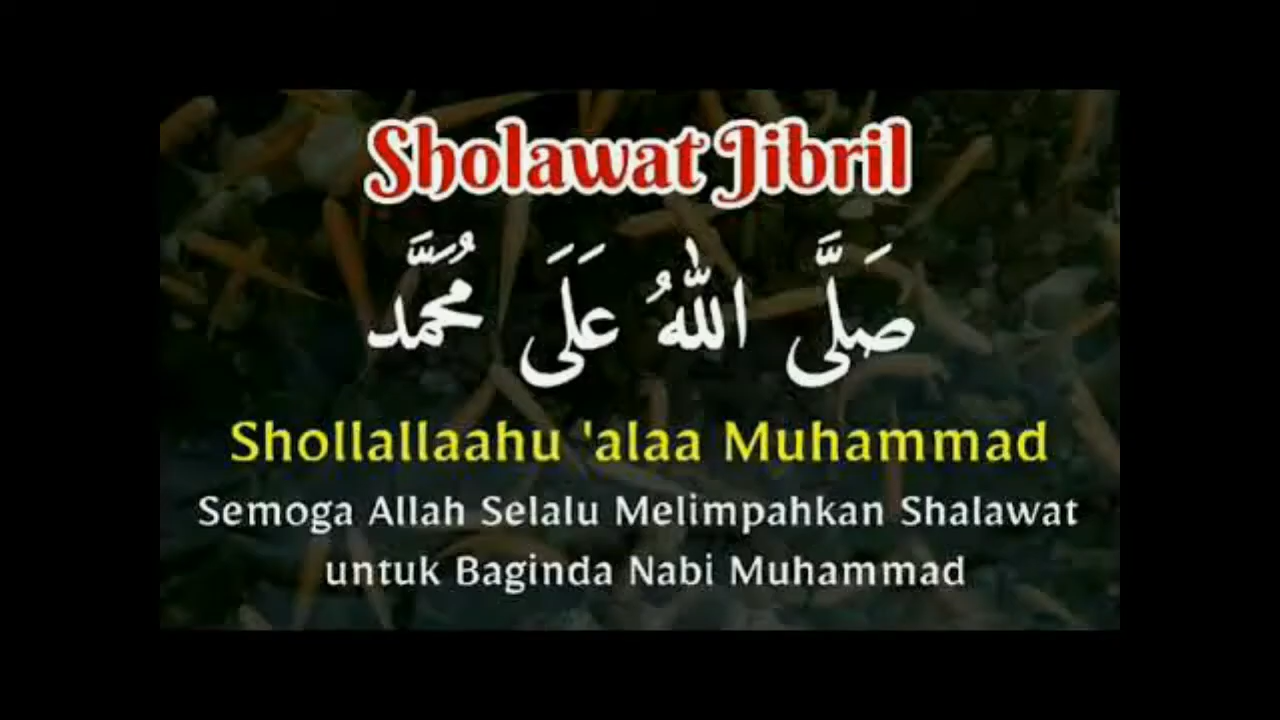 Sholawat Jibril
صَلَّى اللّٰهُ عَلَى مُحَمَّد
Shollallaahu 'alaa Muhammad
Semoga Allah Selalu Melimpahkan Shalawat
untuk Baginda Nabi Muhammad